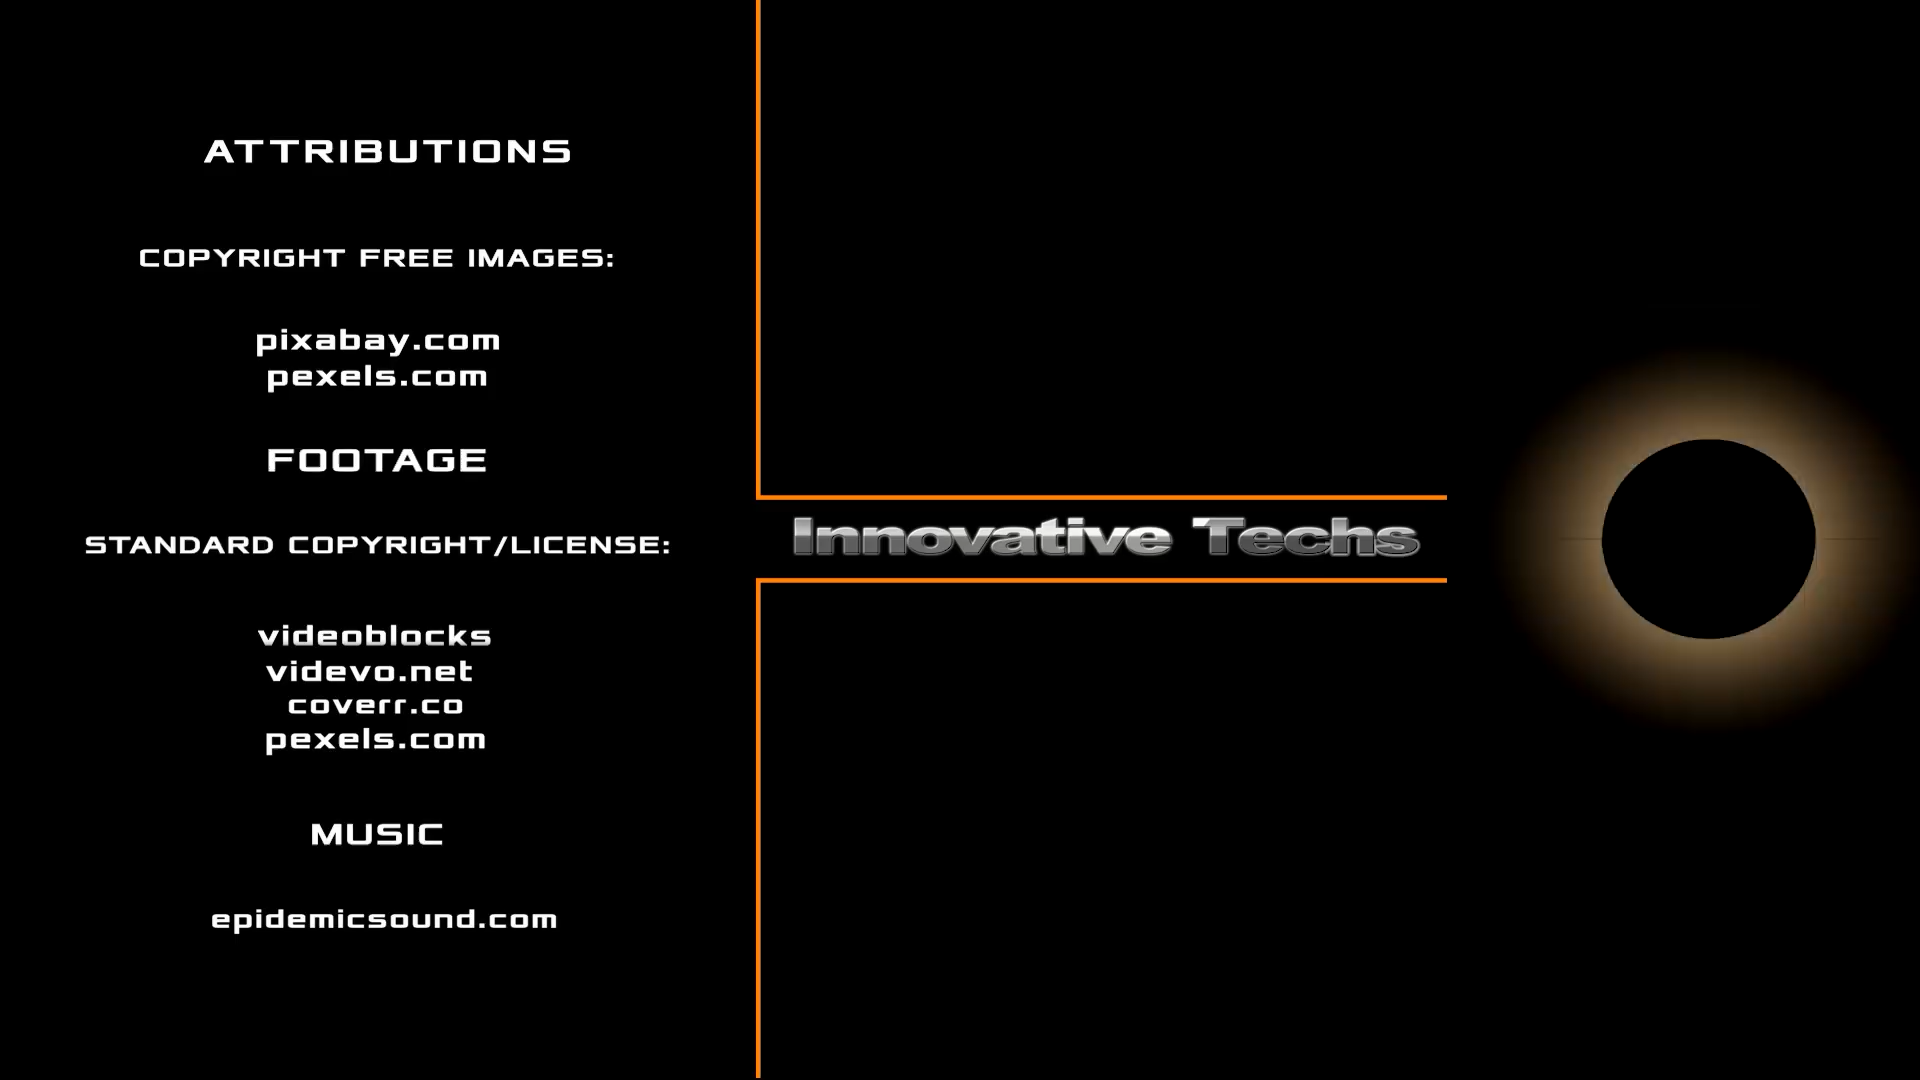 ATTRIBUTIONS
COPYRIGHT FREE IMAGES:
pixabay.com
pexels.com
FOOTAGE
STANDARD COPYRIGHT/LICENSE:
videoblocks
videvo.net
coverr.co
pexels.com
MUSIC
epidemicsound.com
Innovative Techs